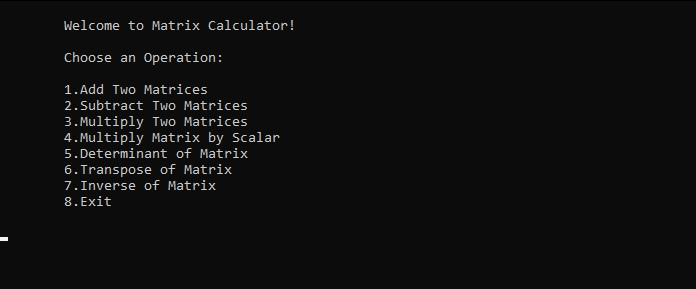 Welcome to Matrix Calculator!
Choose an Operation:
1.Add Two Matrices
2.Subtract Two Matrices
3.Multiply Two Matrices
4.Multiply Matrix by Scalar
5.Determinant of Matrix
6.Transpose of Matrix
7.Inverse of Matrix
8.Exit